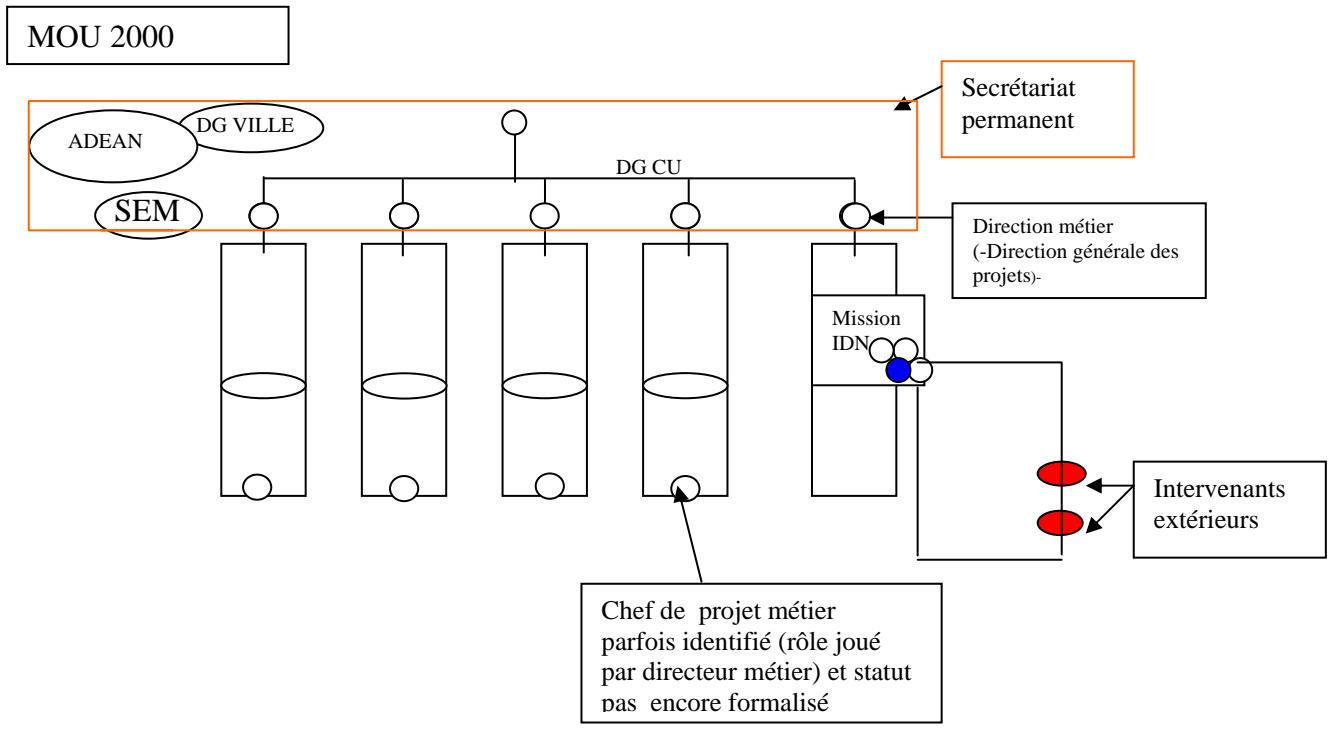 MOU 2000
Secrétariat
permanent
DG VILLE
ADEAN
DG CU
SEM
Direction métier
(-Direction générale des
projets)-
Mission
IDN
Intervenants
extérieurs
Chef de projet métier
parfois identifié (rôle joué
par directeur métier) et statut
pas encore formalisé